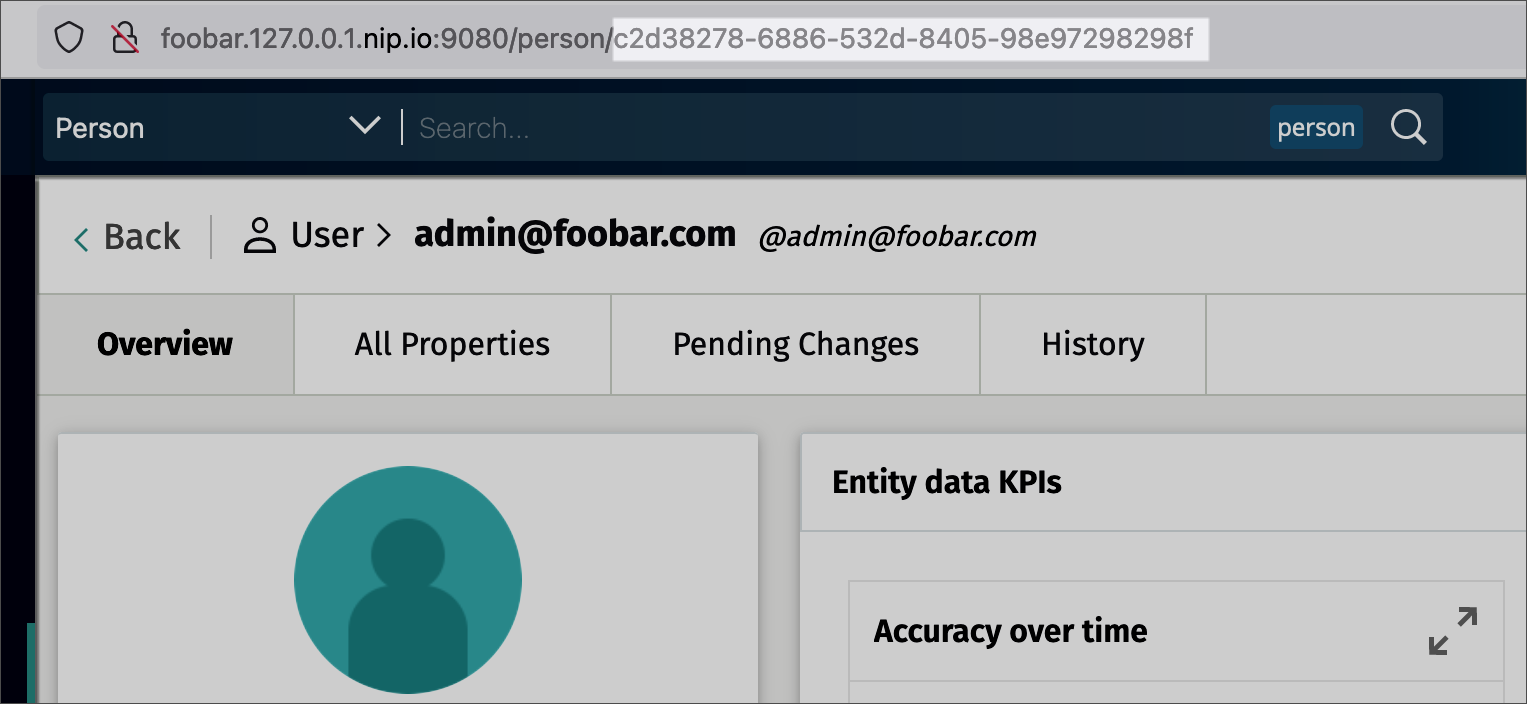 foobar.127.0.0.1.nip.io:9080/person/c2d38278-6886-532d-8405-98e97298298f
Person Search... person
Back User admin@foobar.com @admin@foobar.com
Overview All Properties Pending Changes History
Entity data KPIs
Accuracy over time